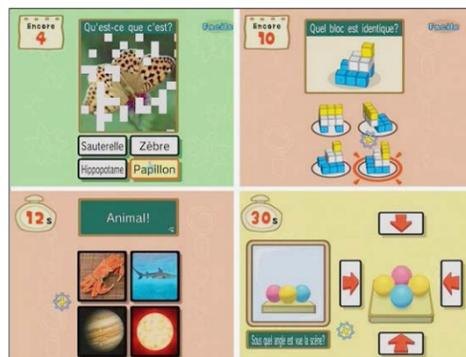 Encore
4
Qu'est-ce que c'est?
Facile
Sauterelle
Zèbre
Hippopotame
Papillon
Encore
10
Quel bloc est identique?
Facile
12s
Animal!
30s
Sous quel angle est vue la scène?